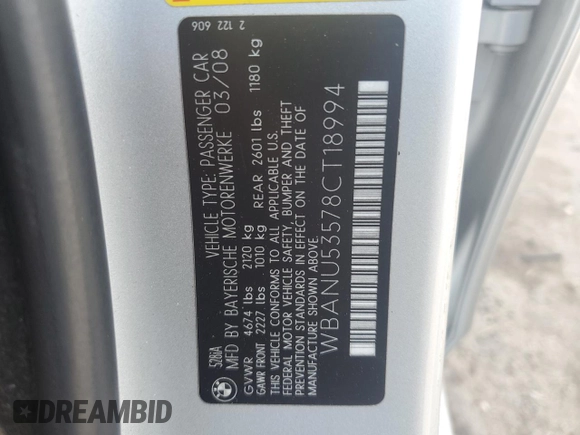 2 122 606
528IA
VEHICLE TYPE: PASSENGER CAR
MFD BY BAYERISCHE MOTORENWERKE 03/08
GVWR 4674 lbs 2120 kg
GAWR FRONT 2227 lbs 1010 kg REAR 2601 lbs 1180 kg
THIS VEHICLE CONFORMS TO ALL APPLICABLE U.S.
FEDERAL MOTOR VEHICLE SAFETY, BUMPER AND THEFT
PREVENTION STANDARDS IN EFFECT ON THE DATE OF
MANUFACTURE SHOWN ABOVE.
WBANU53578CT18994
DREAMBID